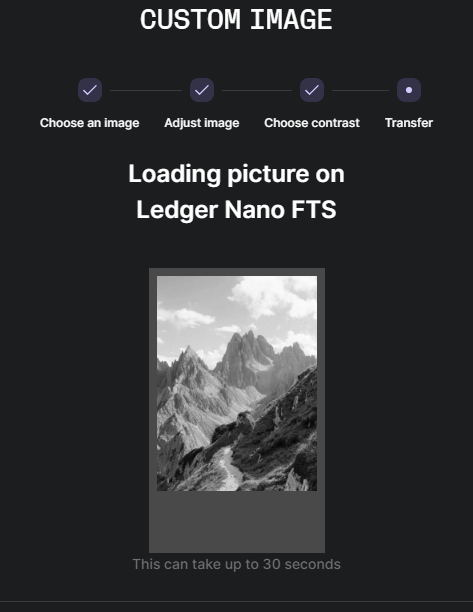 CUSTOM IMAGE
Choose an image
Adjust image
Choose contrast
Transfer
Loading picture on
Ledger Nano FTS
This can take up to 30 seconds